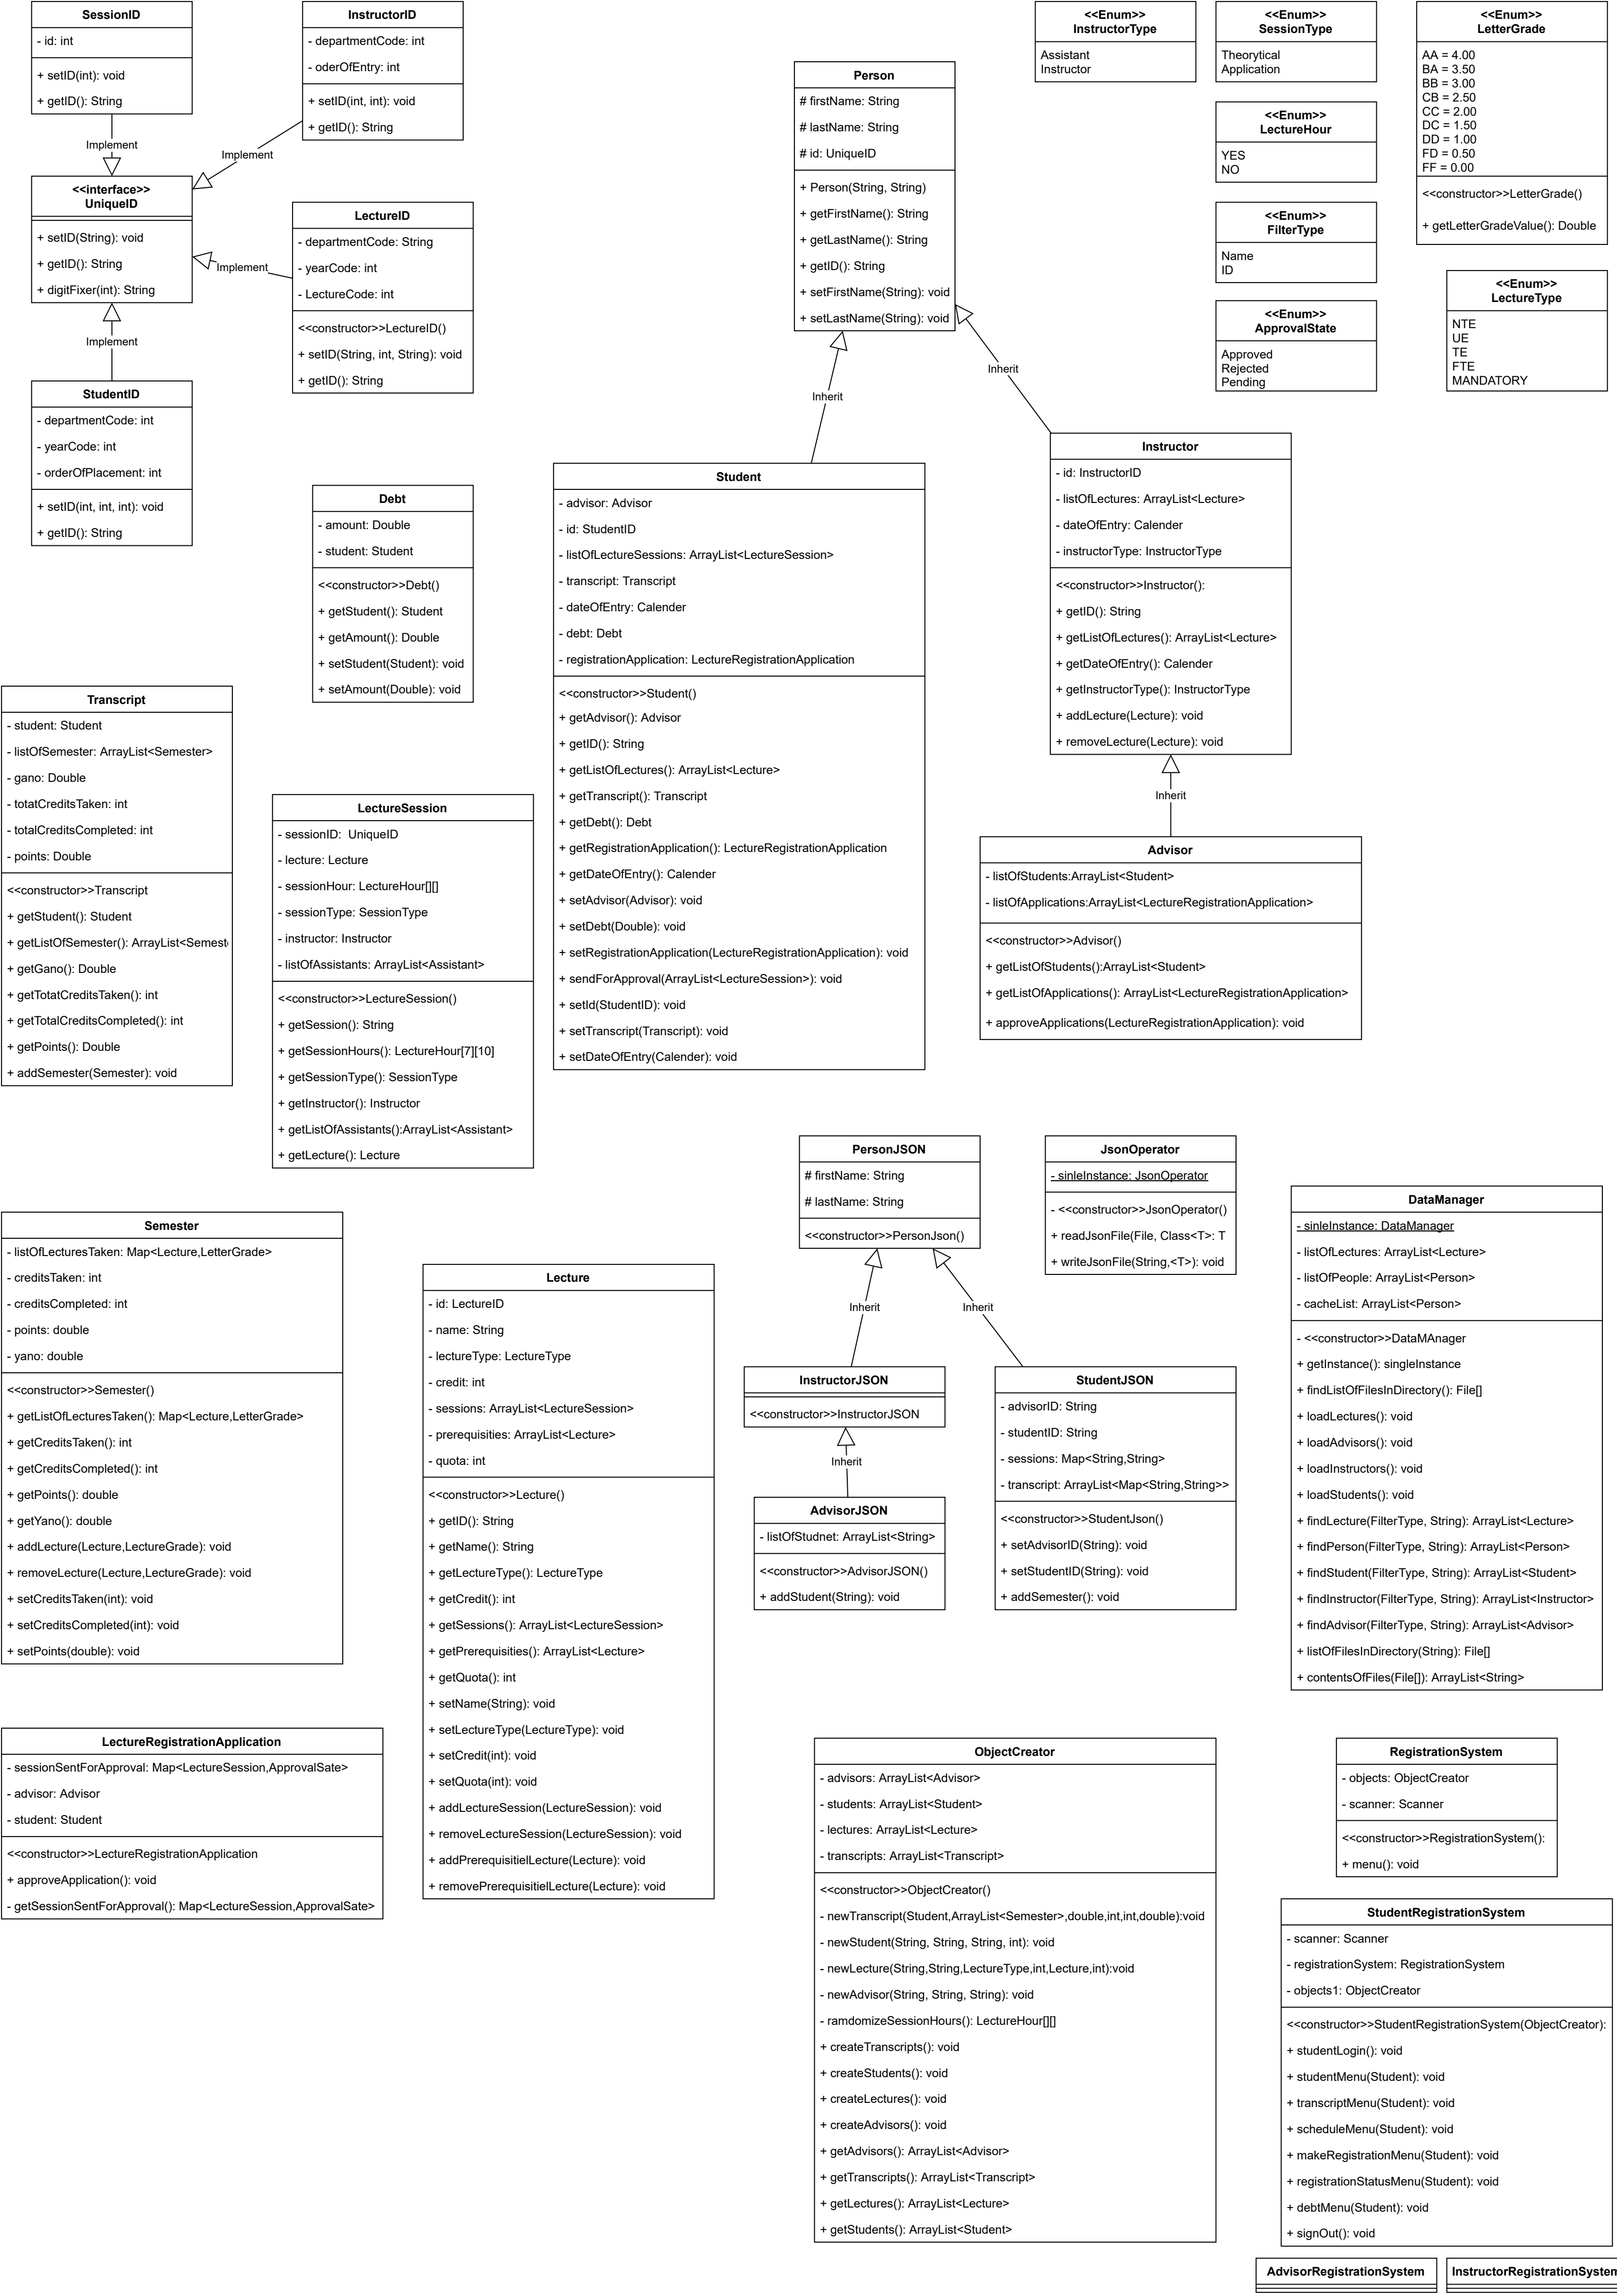 SessionID
- id: int
+ setID(int): void
+ getID(): String
InstructorID
- departmentCode: int
- oderOfEntry: int
+ setID(int, int): void
+ getID(): String
Implement
Implement
<<interface>>
UniqueID
+ setID(String): void
+ getID(): String
+ digitFixer(int): String
Implement
LectureID
- departmentCode: String
- yearCode: int
- LectureCode: int
<<constructor>>LectureID()
+ setID(String, int, String): void
+ getID(): String
Implement
StudentID
- departmentCode: int
- yearCode: int
- orderOfPlacement: int
+ setID(int, int, int): void
+ getID(): String
Person
# firstName: String
# lastName: String
# id: UniqueID
+ Person(String, String)
+ getFirstName(): String
+ getLastName(): String
+ getID(): String
+ setFirstName(String): void
+ setLastName(String): void
<<Enum>>
InstructorType
Assistant
Instructor
<<Enum>>
SessionType
Theorytical
Application
<<Enum>>
LetterGrade
AA = 4.00
BA = 3.50
BB = 3.00
CB = 2.50
CC = 2.00
DC = 1.50
DD = 1.00
FD = 0.50
FF = 0.00
<<constructor>>LetterGrade()
+ getLetterGradeValue(): Double
<<Enum>>
LectureHour
YES
NO
<<Enum>>
FilterType
Name
ID
<<Enum>>
ApprovalState
Approved
Rejected
Pending
<<Enum>>
LectureType
NTE
UE
TE
FTE
MANDATORY
Inherit
Inherit
Debt
- amount: Double
- student: Student
<<constructor>>Debt()
+ getStudent(): Student
+ getAmount(): Double
+ setStudent(Student): void
+ setAmount(Double): void
Student
- advisor: Advisor
- id: StudentID
- listOfLectureSessions: ArrayList<LectureSession>
- transcript: Transcript
- dateOfEntry: Calender
- debt: Debt
- registrationApplication: LectureRegistrationApplication
<<constructor>>Student()
+ getAdvisor(): Advisor
+ getID(): String
+ getListOfLectures(): ArrayList<Lecture>
+ getTranscript(): Transcript
+ getDebt(): Debt
+ getRegistrationApplication(): LectureRegistrationApplication
+ getDateOfEntry(): Calender
+ setAdvisor(Advisor): void
+ setDebt(Double): void
+ setRegistrationApplication(LectureRegistrationApplication): void
+ sendForApproval(ArrayList<LectureSession>): void
+ setId(StudentID): void
+ setTranscript(Transcript): void
+ setDateOfEntry(Calender): void
Instructor
- id: InstructorID
- listOfLectures: ArrayList<Lecture>
- dateOfEntry: Calender
- instructorType: InstructorType
<<constructor>>Instructor():
+ getID(): String
+ getListOfLectures(): ArrayList<Lecture>
+ getDateOfEntry(): Calender
+ getInstructorType(): InstructorType
+ addLecture(Lecture): void
+ removeLecture(Lecture): void
Inherit
Advisor
- listOfStudents:ArrayList<Student>
- listOfApplications:ArrayList<LectureRegistrationApplication>
<<constructor>>Advisor()
+ getListOfStudents():ArrayList<Student>
+ getListOfApplications(): ArrayList<LectureRegistrationApplication>
+ approveApplications(LectureRegistrationApplication): void
Transcript
- student: Student
- listOfSemester: ArrayList<Semester>
- gano: Double
- totatCreditsTaken: int
- totalCreditsCompleted: int
- points: Double
<<constructor>>Transcript
+ getStudent(): Student
+ getListOfSemester(): ArrayList<Semest
+ getGano(): Double
+ getTotatCreditsTaken(): int
+ getTotalCreditsCompleted(): int
+ getPoints(): Double
+ addSemester(Semester): void
LectureSession
- sessionID:  UniqueID
- lecture: Lecture
- sessionHour: LectureHour[][]
- sessionType: SessionType
- instructor: Instructor
- listOfAssistants: ArrayList<Assistant>
<<constructor>>LectureSession()
+ getSession(): String
+ getSessionHours(): LectureHour[7][10]
+ getSessionType(): SessionType
+ getInstructor(): Instructor
+ getListOfAssistants():ArrayList<Assistant>
+ getLecture(): Lecture
Semester
- listOfLecturesTaken: Map<Lecture,LetterGrade>
- creditsTaken: int
- creditsCompleted: int
- points: double
- yano: double
<<constructor>>Semester()
+ getListOfLecturesTaken(): Map<Lecture,LetterGrade>
+ getCreditsTaken(): int
+ getCreditsCompleted(): int
+ getPoints(): double
+ getYano(): double
+ addLecture(Lecture,LectureGrade): void
+ removeLecture(Lecture,LectureGrade): void
+ setCreditsTaken(int): void
+ setCreditsCompleted(int): void
+ setPoints(double): void
Lecture
- id: LectureID
- name: String
- lectureType: LectureType
- credit: int
- sessions: ArrayList<LectureSession>
- prerequisities: ArrayList<Lecture>
- quota: int
<<constructor>>Lecture()
+ getID(): String
+ getName(): String
+ getLectureType(): LectureType
+ getCredit(): int
+ getSessions(): ArrayList<LectureSession>
+ getPrerequisities(): ArrayList<Lecture>
+ getQuota(): int
+ setName(String): void
+ setLectureType(LectureType): void
+ setCredit(int): void
+ setQuota(int): void
+ addLectureSession(LectureSession): void
+ removeLectureSession(LectureSession): void
+ addPrerequisitielLecture(Lecture): void
+ removePrerequisitielLecture(Lecture): void
PersonJSON
# firstName: String
# lastName: String
<<constructor>>PersonJson()
Inherit
Inherit
InstructorJSON
<<constructor>>InstructorJSON
Inherit
AdvisorJSON
- listOfStudnet: ArrayList<String>
<<constructor>>AdvisorJSON()
+ addStudent(String): void
StudentJSON
- advisorID: String
- studentID: String
- sessions: Map<String,String>
- transcript: ArrayList<Map<String,String>>
<<constructor>>StudentJson()
+ setAdvisorID(String): void
+ setStudentID(String): void
+ addSemester(): void
JsonOperator
- sinleInstance: JsonOperator
- <<constructor>>JsonOperator()
+ readJsonFile(File, Class<T>: T
+ writeJsonFile(String,<T>): void
DataManager
- sinleInstance: DataManager
- listOfLectures: ArrayList<Lecture>
- listOfPeople: ArrayList<Person>
- cacheList: ArrayList<Person>
- <<constructor>>DataMAnager
+ getInstance(): singleInstance
+ findListOfFilesInDirectory(): File[]
+ loadLectures(): void
+ loadAdvisors(): void
+ loadInstructors(): void
+ loadStudents(): void
+ findLecture(FilterType, String): ArrayList<Lecture>
+ findPerson(FilterType, String): ArrayList<Person>
+ findStudent(FilterType, String): ArrayList<Student>
+ findInstructor(FilterType, String): ArrayList<Instructor>
+ findAdvisor(FilterType, String): ArrayList<Advisor>
+ listOfFilesInDirectory(String): File[]
+ contentsOfFiles(File[]): ArrayList<String>
LectureRegistrationApplication
- sessionSentForApproval: Map<LectureSession,ApprovalSate>
- advisor: Advisor
- student: Student
<<constructor>>LectureRegistrationApplication
+ approveApplication(): void
- getSessionSentForApproval(): Map<LectureSession,ApprovalSate>
ObjectCreator
- advisors: ArrayList<Advisor>
- students: ArrayList<Student>
- lectures: ArrayList<Lecture>
- transcripts: ArrayList<Transcript>
<<constructor>>ObjectCreator()
- newTranscript(Student,ArrayList<Semester>,double,int,int,double):void
- newStudent(String, String, String, int): void
- newLecture(String,String,LectureType,int,Lecture,int):void
- newAdvisor(String, String, String): void
- ramdomizeSessionHours(): LectureHour[][]
+ createTranscripts(): void
+ createStudents(): void
+ createLectures(): void
+ createAdvisors(): void
+ getAdvisors(): ArrayList<Advisor>
+ getTranscripts(): ArrayList<Transcript>
+ getLectures(): ArrayList<Lecture>
+ getStudents(): ArrayList<Student>
RegistrationSystem
- objects: ObjectCreator
- scanner: Scanner
<<constructor>>RegistrationSystem():
+ menu(): void
StudentRegistrationSystem
- scanner: Scanner
- registrationSystem: RegistrationSystem
- objects1: ObjectCreator
<<constructor>>StudentRegistrationSystem(ObjectCreator):
+ studentLogin(): void
+ studentMenu(Student): void
+ transcriptMenu(Student): void
+ scheduleMenu(Student): void
+ makeRegistrationMenu(Student): void
+ registrationStatusMenu(Student): void
+ debtMenu(Student): void
+ signOut(): void
AdvisorRegistrationSystem
InstructorRegistrationSystem